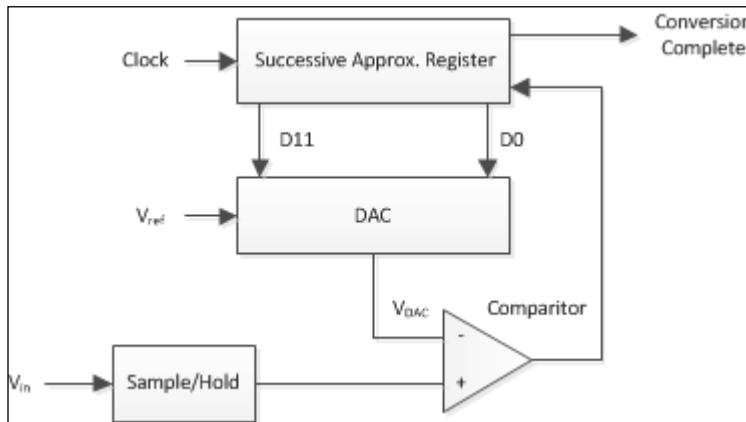 Conversion
Complete
Clock
Successive Approx. Register
D11
D0
Vref
DAC
VDAC
Comparitor
-
Vin
Sample/Hold
+